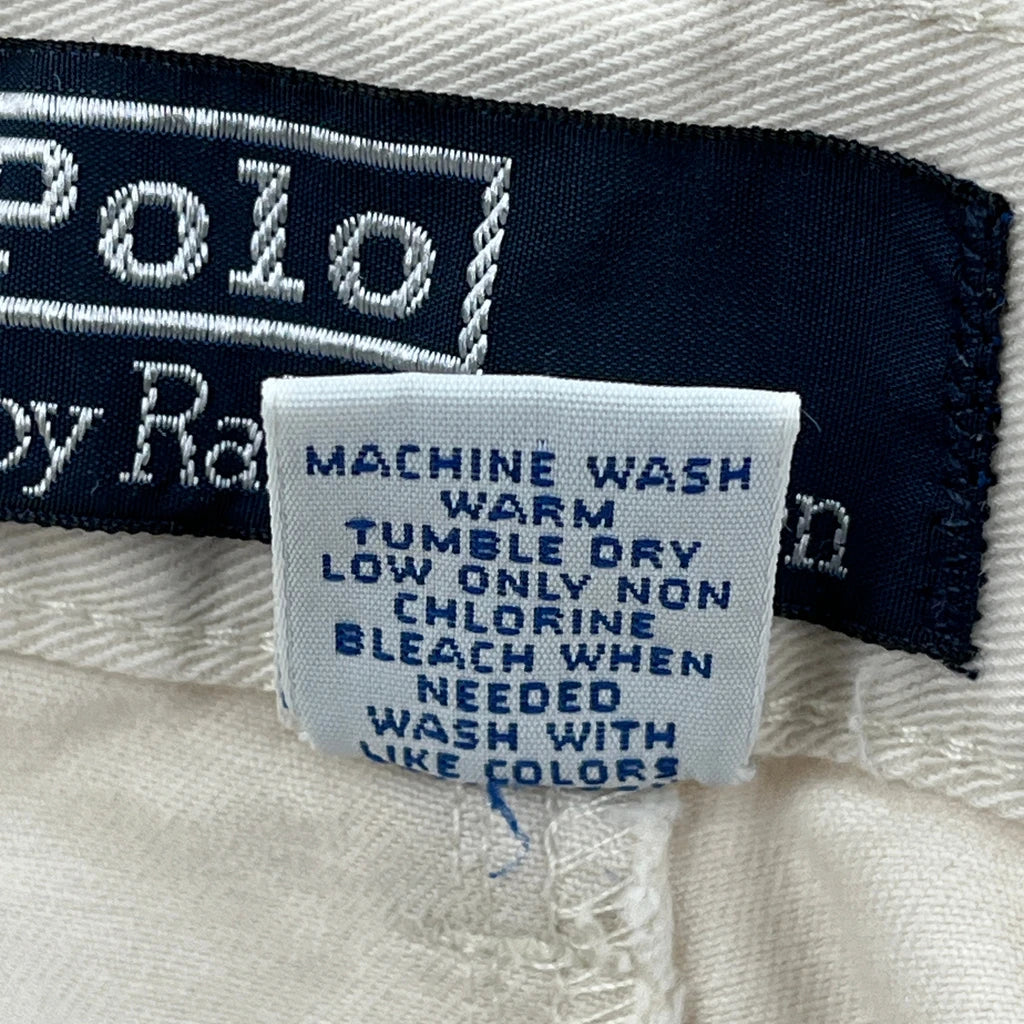 Polo
by Ra n
MACHINE WASH
WARM
TUMBLE DRY
LOW ONLY NON
CHLORINE
BLEACH WHEN
NEEDED
WASH WITH
LIKE COLORS